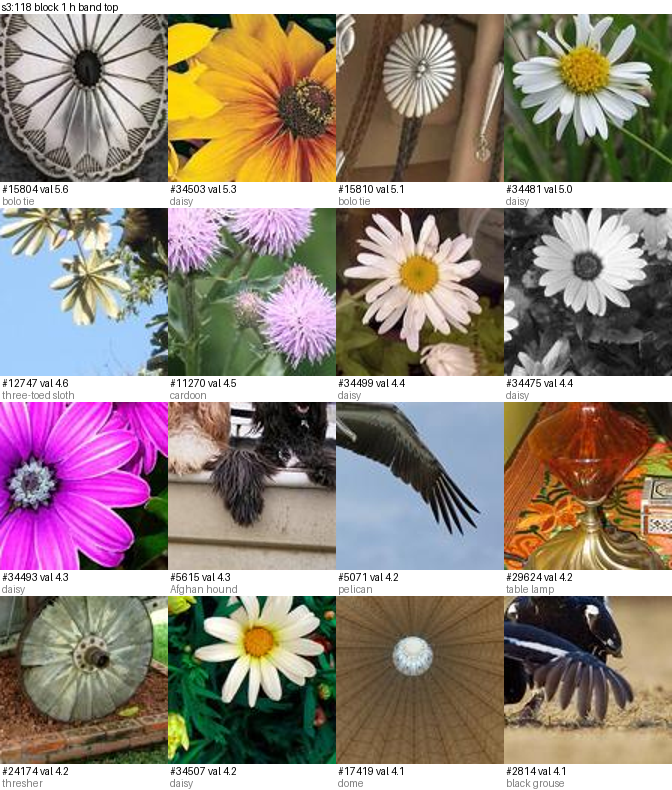 s3:118 block 1 h band top
#15804 val 5.6
bolo tie
#34503 val 5.3
daisy
#15810 val 5.1
bolo tie
#34481 val 5.0
daisy
#12747 val 4.6
three-toed sloth
#11270 val 4.5
cardoon
#34499 val 4.4
daisy
#34475 val 4.4
daisy
#34493 val 4.3
daisy
#5615 val 4.3
Afghan hound
#5071 val 4.2
pelican
#29624 val 4.2
table lamp
#24174 val 4.2
thresher
#34507 val 4.2
daisy
#17419 val 4.1
dome
#2814 val 4.1
black grouse